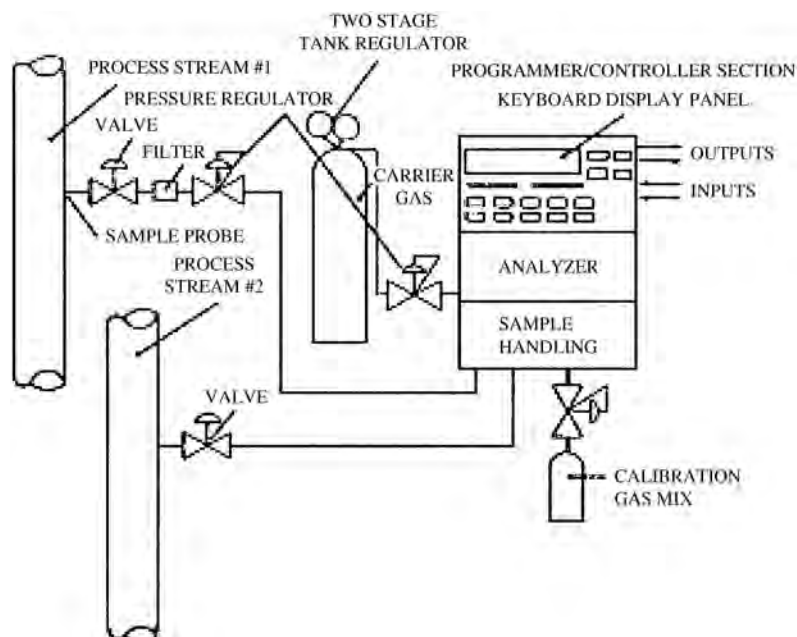 TWO STAGE
TANK REGULATOR
PROCESS STREAM #1
PROGRAMMER/CONTROLLER SECTION
PRESSURE REGULATOR
KEYBOARD DISPLAY PANEL
VALVE
FILTER
OUTPUTS
CARRIER
GAS
INPUTS
SAMPLE PROBE
PROCESS
STREAM #2
ANALYZER
SAMPLE
HANDLING
VALVE
CALIBRATION
GAS MIX